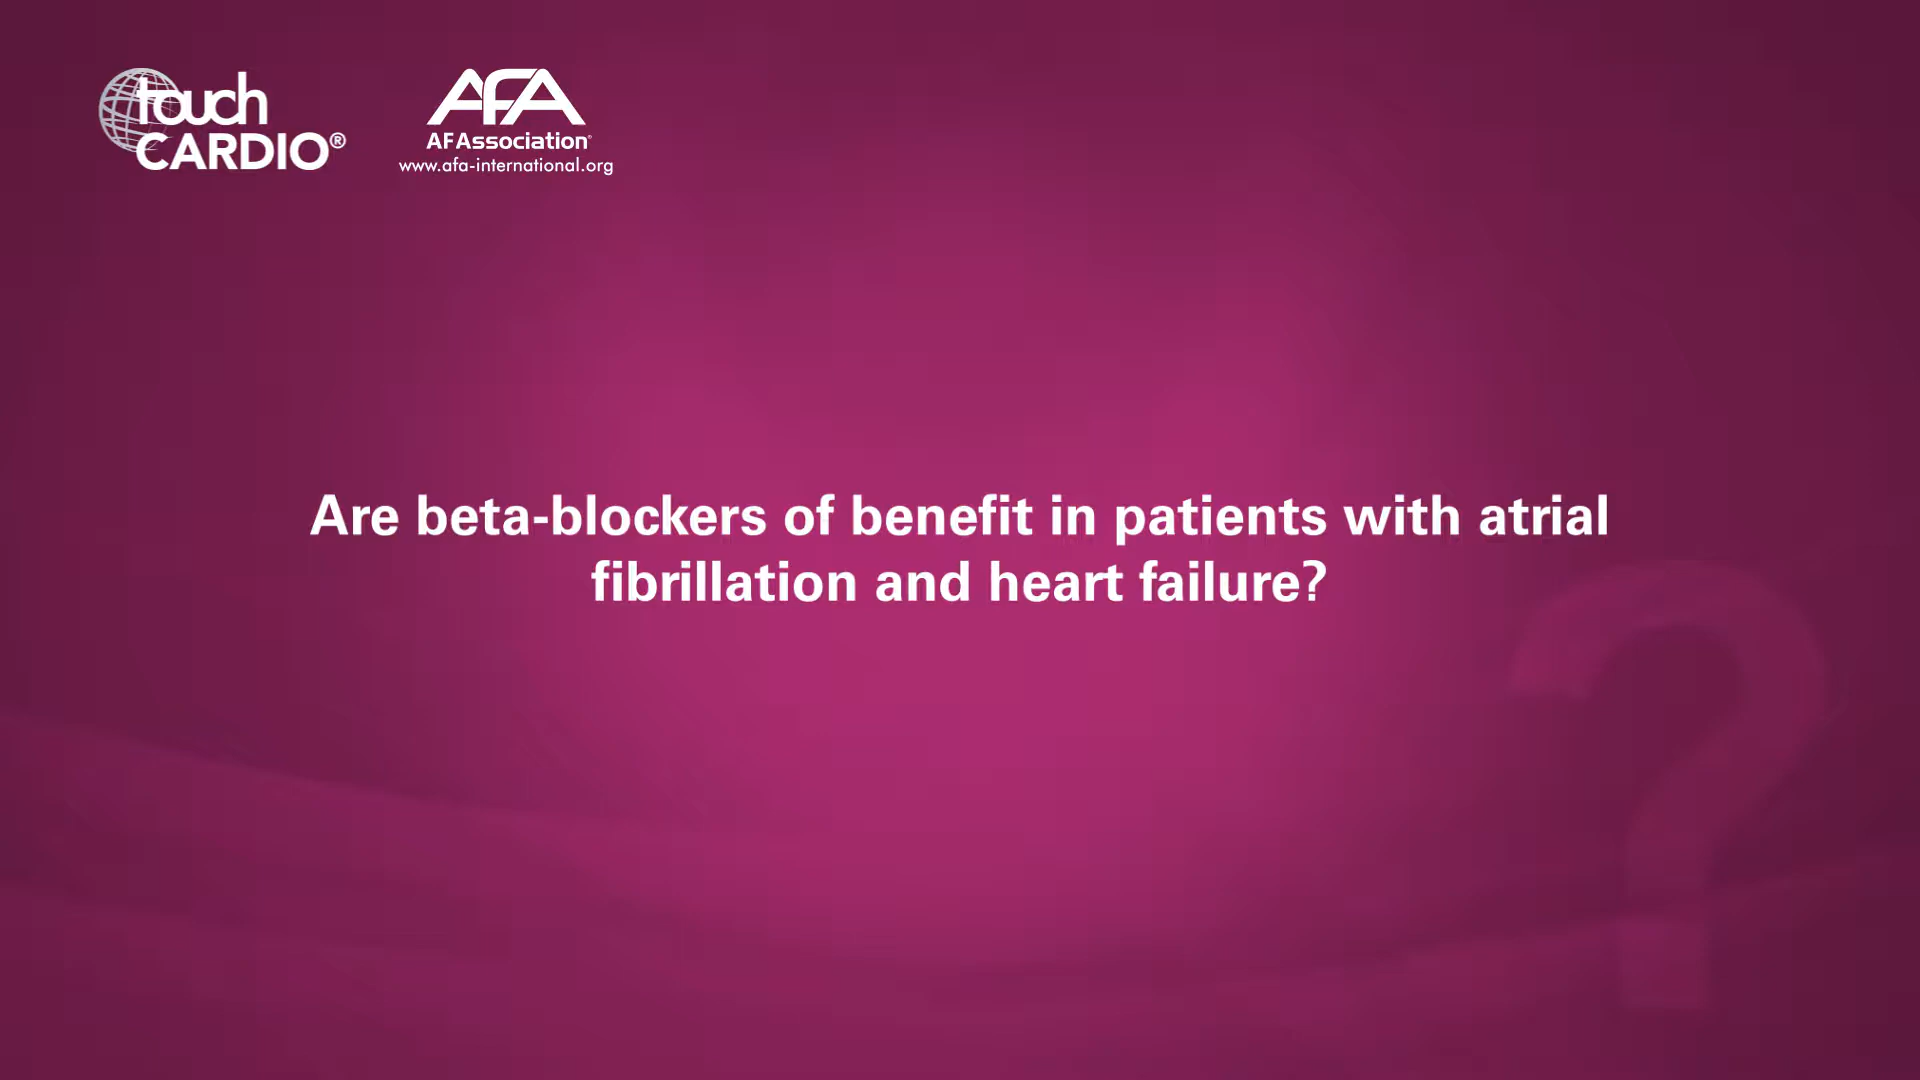 touch
CARDIO®
AFA
AFAssociation
www.afa-international.org
Are beta-blockers of benefit in patients with atrial
fibrillation and heart failure?
?